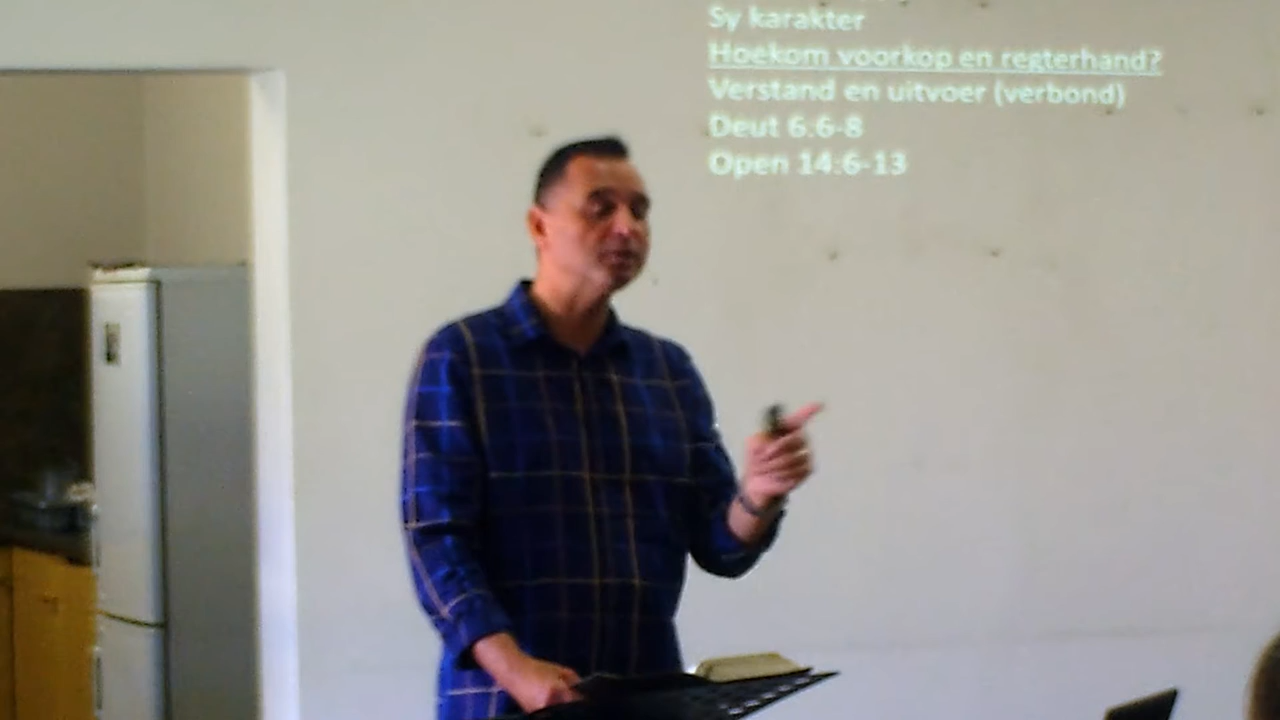 Sy karakter
Hoekom voorkop en regterhand?
Verstand en uitvoer (verbond)
Deut 6:6-8
Open 14:6-13